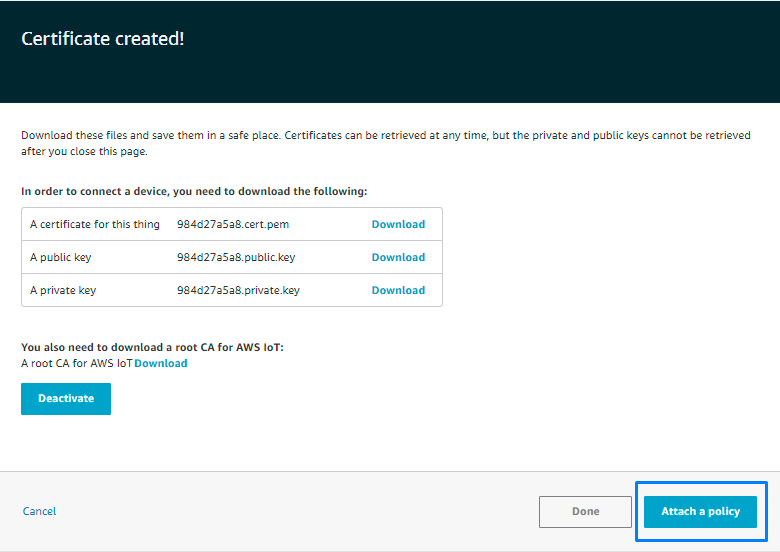 Certificate created!
Download these files and save them in a safe place. Certificates can be retrieved at any time, but the private and public keys cannot be retrieved
after you close this page.
In order to connect a device, you need to download the following:
A certificate for this thing 984d27a5a8.cert.pem Download
A public key 984d27a5a8.public.key Download
A private key 984d27a5a8.private.key Download
You also need to download a root CA for AWS IoT:
A root CA for AWS IoT Download
Deactivate
Cancel Done Attach a policy